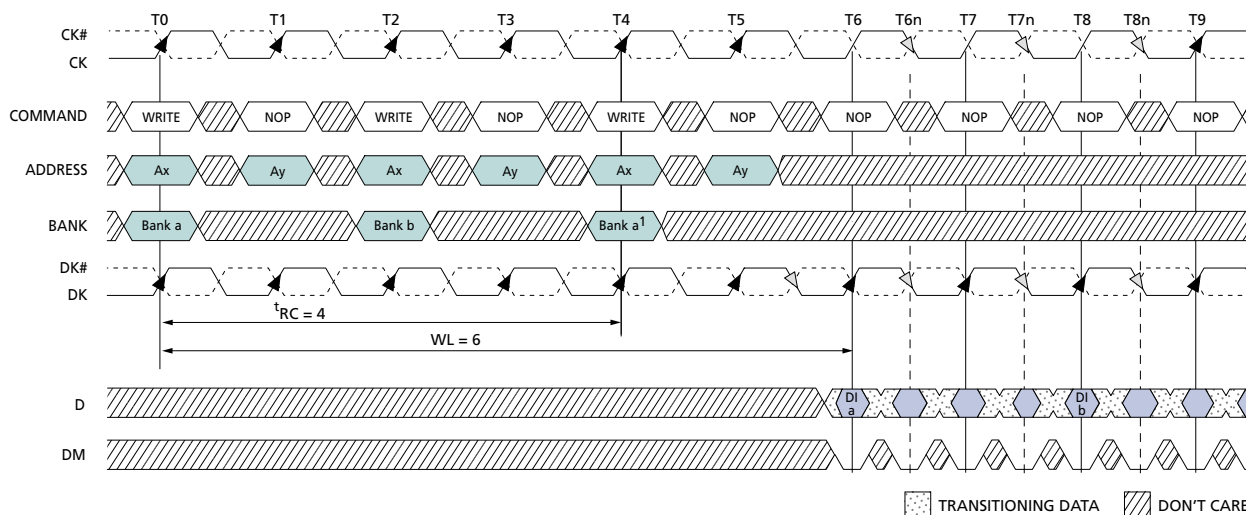 T0 T1 T2 T3 T4 T5 T6 T6n T7 T7n T8 T8n T9
CK#
CK
COMMAND WRITE NOP WRITE NOP WRITE NOP NOP NOP NOP NOP
ADDRESS Ax Ay Ax Ay Ax Ay
BANK Bank a Bank b Bank a1
DK#
DK
tRC = 4
WL = 6
D DI a DI b
DM
TRANSITIONING DATA DON'T CARE